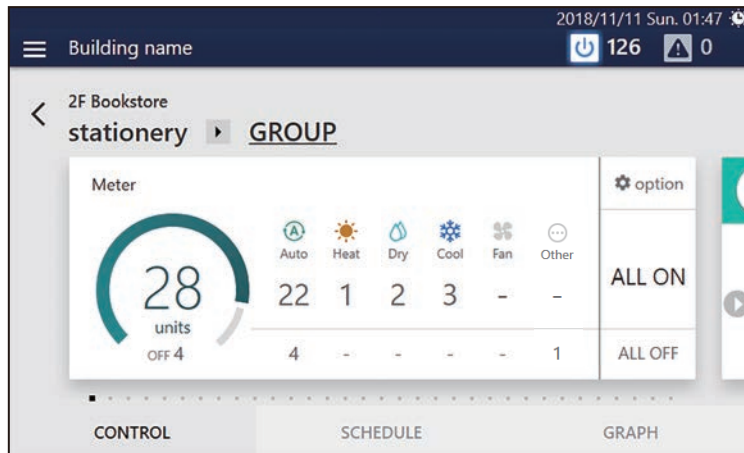 2018/11/11 Sun. 01:47
Building name
126
0
2F Bookstore
stationery GROUP
Meter
option
A
Auto Heat Dry Cool Fan Other
28
22 1 2 3 - -
ALL ON
units
OFF 4
4 - - - - 1
ALL OFF
CONTROL SCHEDULE GRAPH